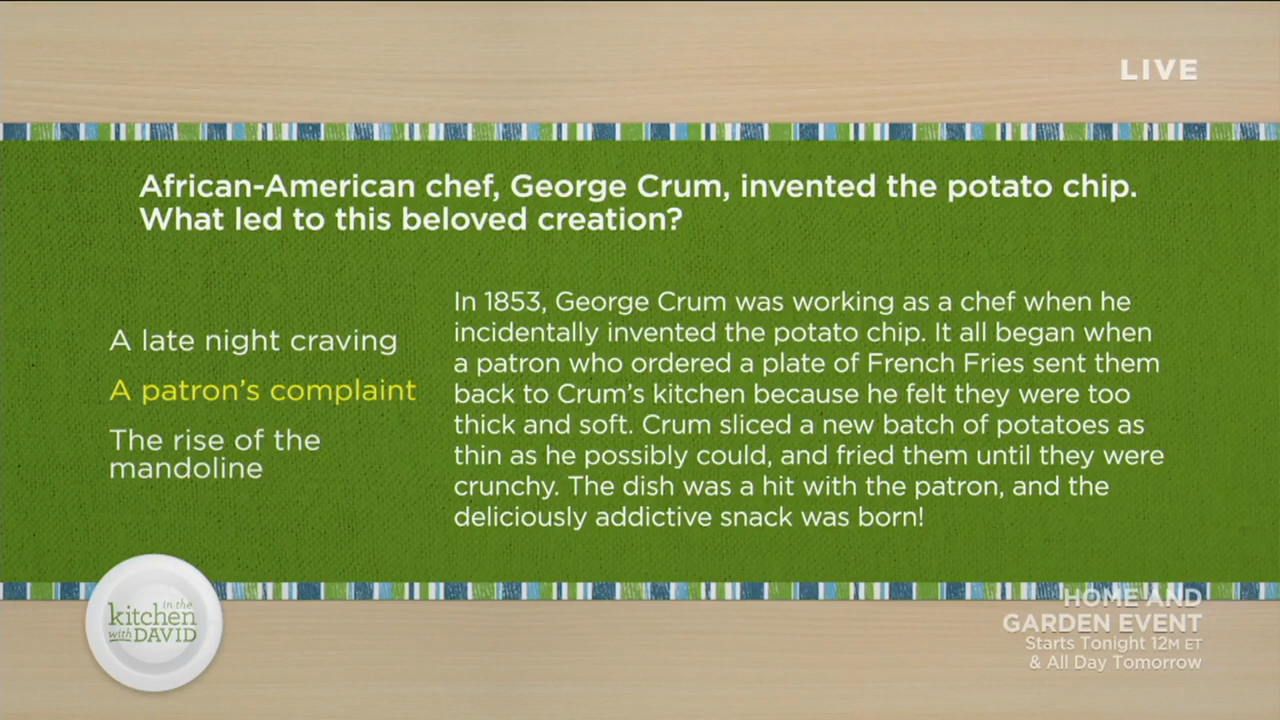 LIVE
African-American chef, George Crum, invented the potato chip.
What led to this beloved creation?
A late night craving
A patron's complaint
The rise of the
mandoline
In 1853, George Crum was working as a chef when he
incidentally invented the potato chip. It all began when
a patron who ordered a plate of French Fries sent them
back to Crum's kitchen because he felt they were too
thick and soft. Crum sliced a new batch of potatoes as
thin as he possibly could, and fried them until they were
crunchy. The dish was a hit with the patron, and the
deliciously addictive snack was born!
in the
kitchen
with DAVID
HOME AND
GARDEN EVENT
Starts Tonight 12M ET
& All Day Tomorrow